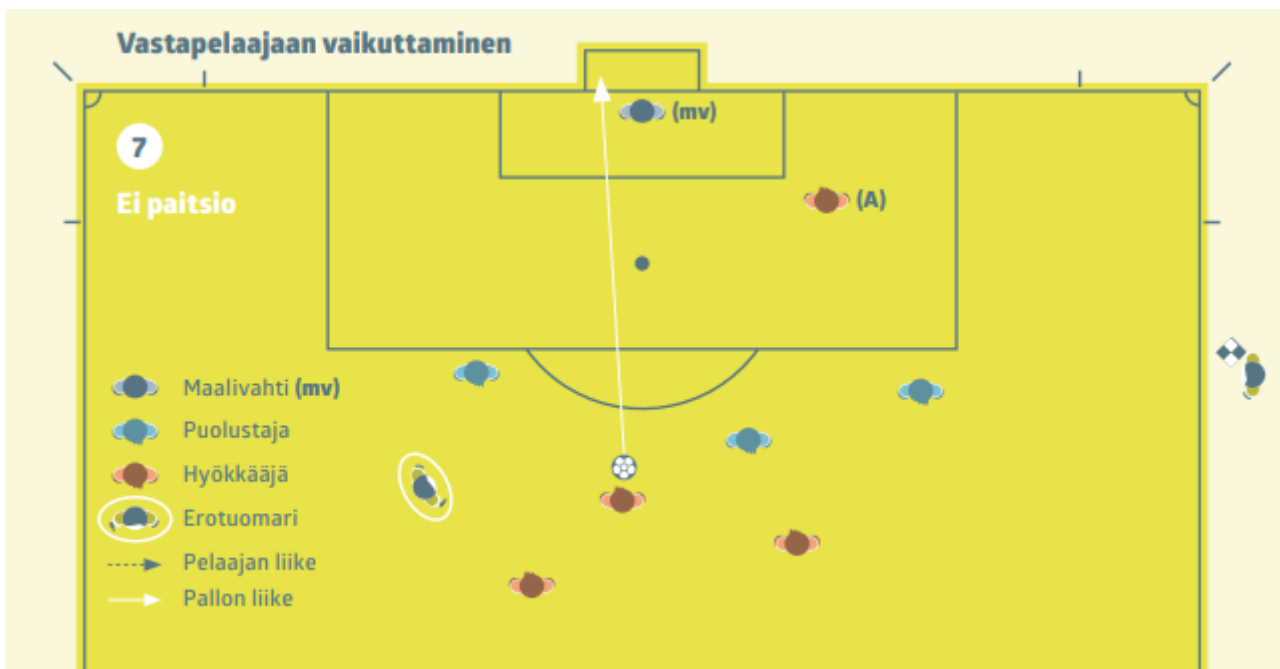 Vastapelaajaan vaikuttaminen
(mv)
7
Ei paitsio
(A)
Maalivahti (mv)
Puolustaja
Hyökkääjä
Erotuomari
Pelaajan liike
Pallon liike